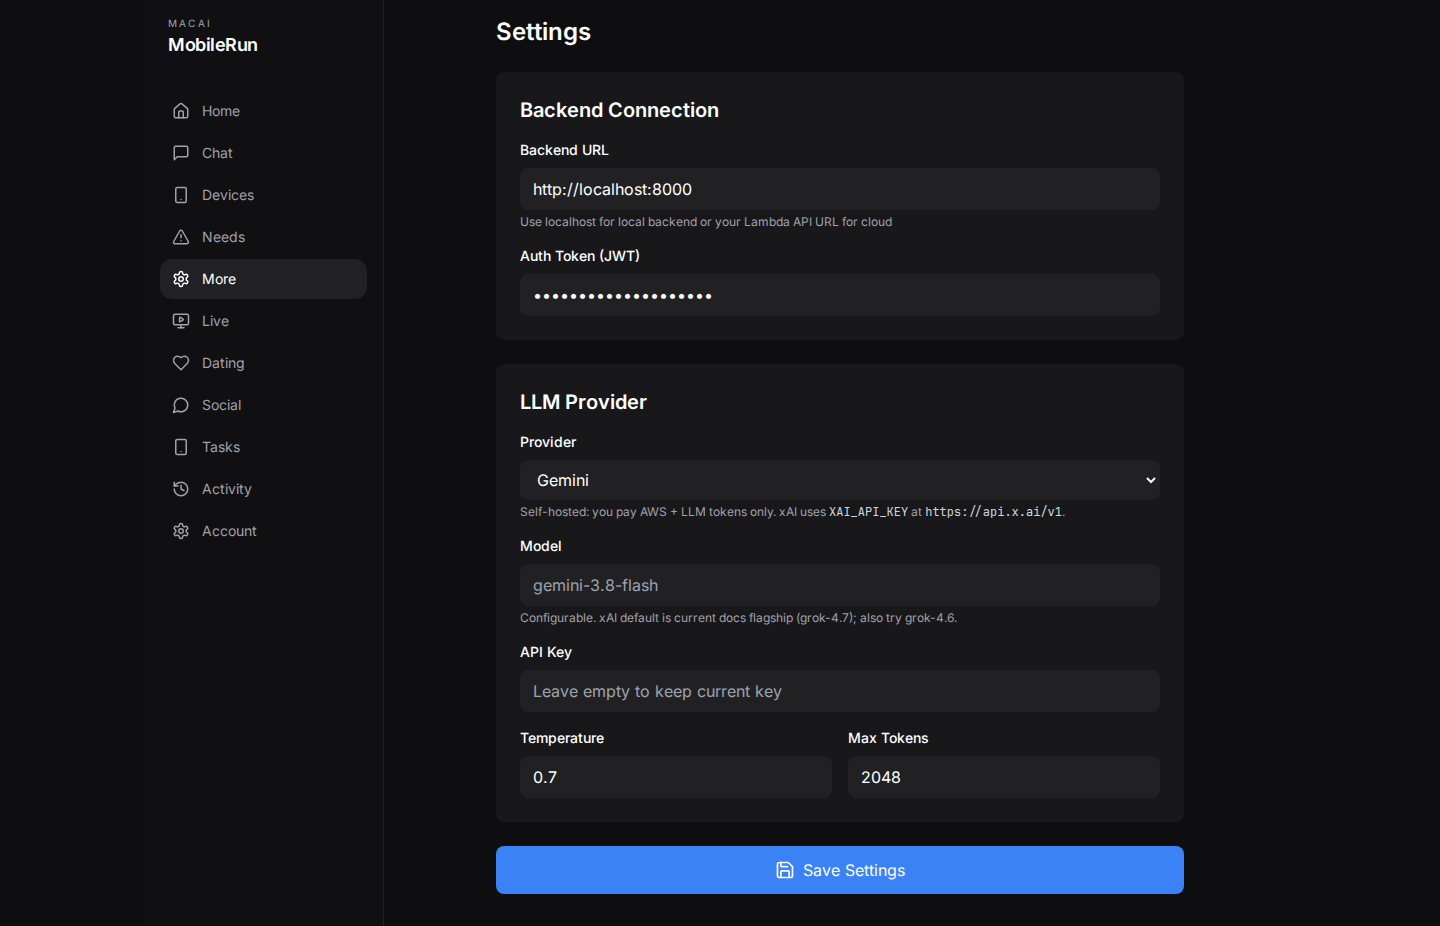 MACAI
MobileRun
Home
Chat
Devices
Needs
More
Live
Dating
Social
Tasks
Activity
Account
Settings
Backend Connection
Backend URL
http://localhost:8000
Use localhost for local backend or your Lambda API URL for cloud
Auth Token (JWT)
••••••••••••••••••••
LLM Provider
Provider
Gemini
Self-hosted: you pay AWS + LLM tokens only. xAI uses XAI_API_KEY at https://api.x.ai/v1.
Model
gemini-3.8-flash
Configurable. xAI default is current docs flagship (grok-4.7); also try grok-4.6.
API Key
Leave empty to keep current key
Temperature Max Tokens
0.7 2048
Save Settings